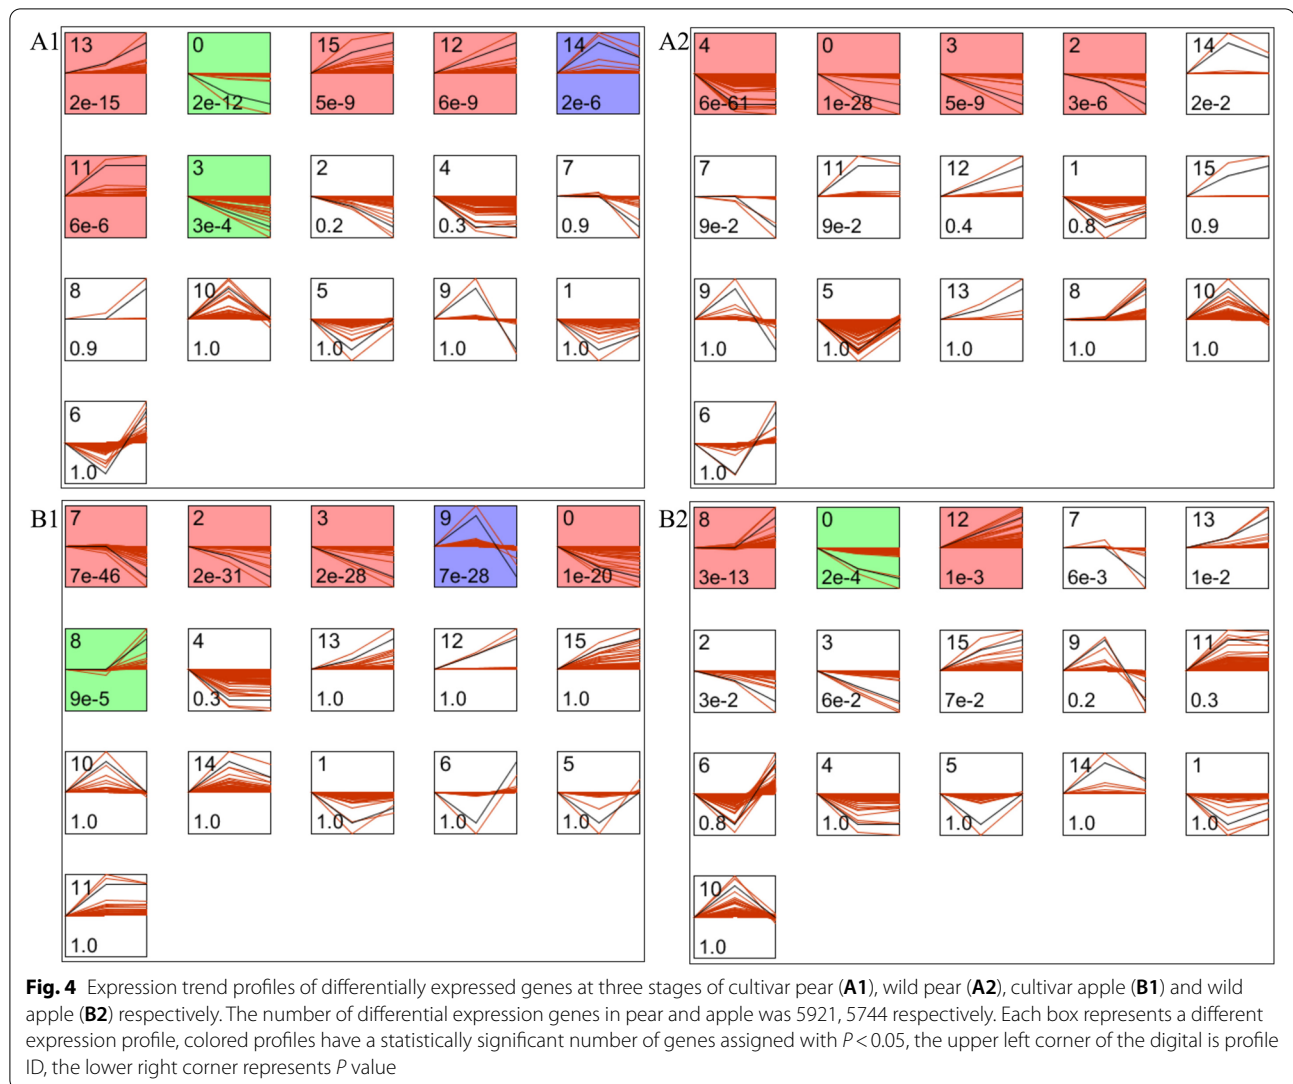 A1
13 0 15 12 14
2e-15 2e-12 5e-9 6e-9 2e-6
11 3 2 4 7
6e-6 3e-4 0.2 0.3 0.9
8 10 5 9 1
0.9 1.0 1.0 1.0 1.0
6
1.0
A2
4 0 3 2 14
6e-61 1e-28 5e-9 3e-6 2e-2
7 11 12 1 15
9e-2 9e-2 0.4 0.8 0.9
9 5 13 8 10
1.0 1.0 1.0 1.0 1.0
6
1.0
B1
7 2 3 9 0
7e-46 2e-31 2e-28 7e-28 1e-20
8 4 13 12 15
9e-5 0.3 1.0 1.0 1.0
10 14 1 6 5
1.0 1.0 1.0 1.0 1.0
11
1.0
B2
8 0 12 7 13
3e-13 2e-4 1e-3 6e-3 1e-2
2 3 15 9 11
3e-2 6e-2 7e-2 0.2 0.3
6 4 5 14 1
0.8 1.0 1.0 1.0 1.0
10
1.0
Fig. 4 Expression trend profiles of differentially expressed genes at three stages of cultivar pear (A1), wild pear (A2), cultivar apple (B1) and wild
apple (B2) respectively. The number of differential expression genes in pear and apple was 5921, 5744 respectively. Each box represents a different
expression profile, colored profiles have a statistically significant number of genes assigned with P < 0.05, the upper left corner of the digital is profile
ID, the lower right corner represents P value